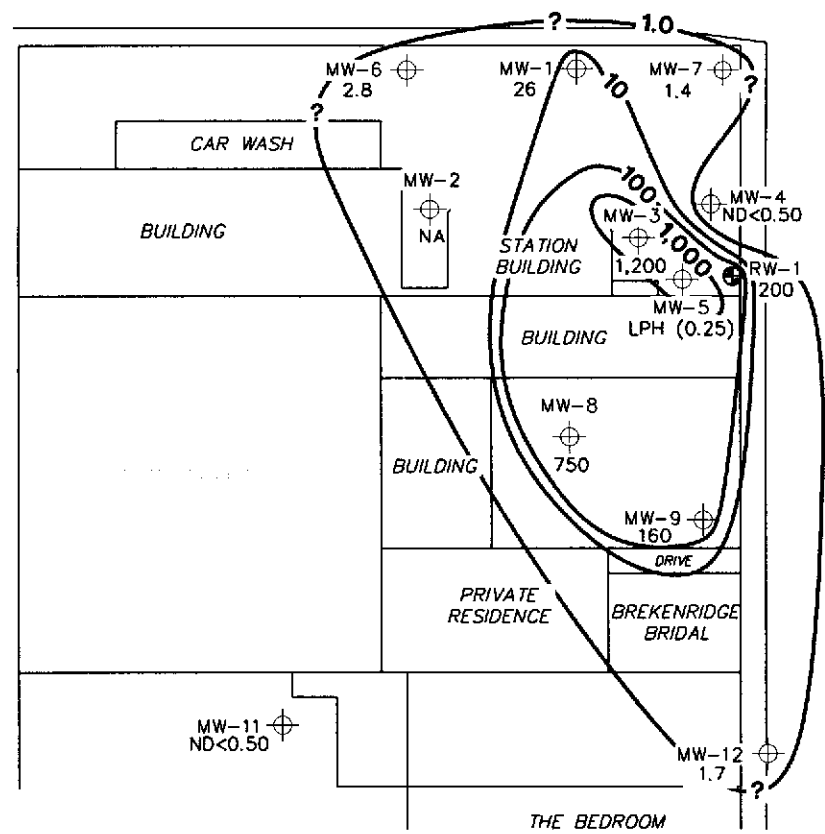 ? 1.0
MW-6
2.8
MW-1
26
10
MW-7
1.4
?
?
CAR WASH
MW-2
NA
BUILDING
100
MW-4
ND<0.50
MW-3
1,200
1,000
STATION
BUILDING
RW-1
200
MW-5
LPH (0.25)
BUILDING
MW-8
750
BUILDING
MW-9
160
DRIVE
PRIVATE
RESIDENCE
BREKENRIDGE
BRIDAL
MW-11
ND<0.50
MW-12
1.7
?
THE BEDROOM